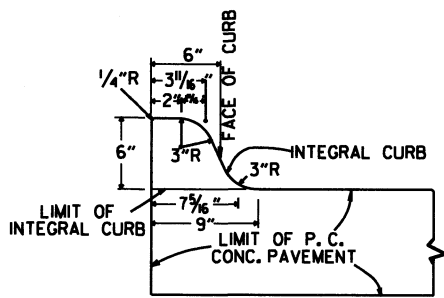 6"
FACE OF CURB
1/4"R
3 11/16"
6"
3"R
INTEGRAL CURB
3"R
LIMIT OF
INTEGRAL CURB
7 5/16"
9"
LIMIT OF P. C.
CONC. PAVEMENT